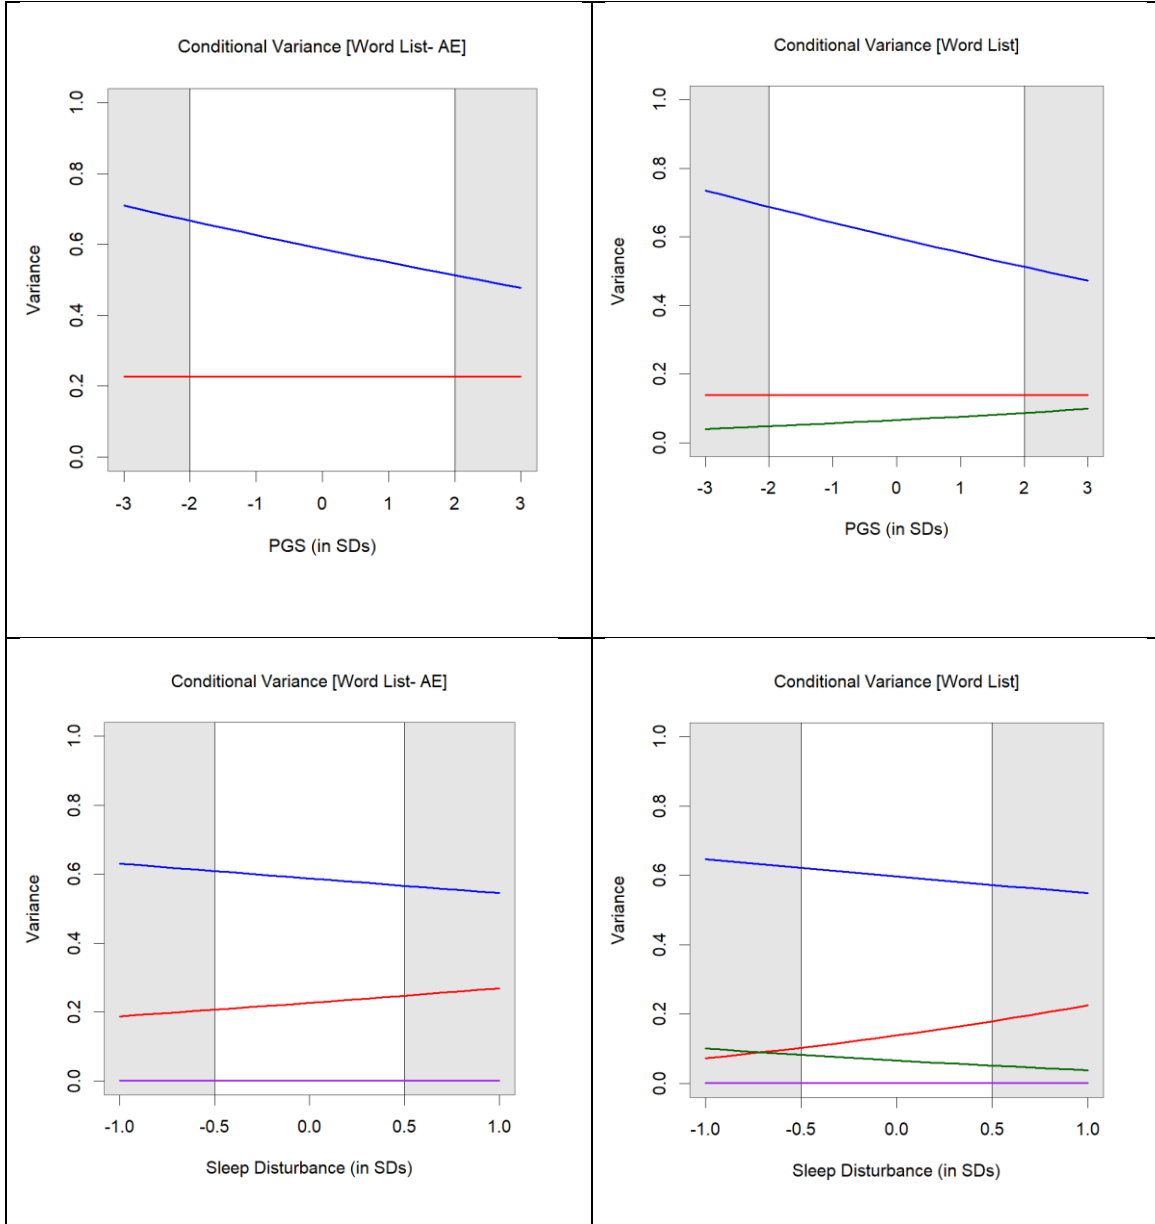 Conditional Variance [Word List- AE]
Variance
0.0 0.2 0.4 0.6 0.8 1.0
-3 -2 -1 0 1 2 3
PGS (in SDs)
Conditional Variance [Word List]
Variance
0.0 0.2 0.4 0.6 0.8 1.0
-3 -2 -1 0 1 2 3
PGS (in SDs)
Conditional Variance [Word List- AE]
Variance
0.0 0.2 0.4 0.6 0.8 1.0
-1.0 -0.5 0.0 0.5 1.0
Sleep Disturbance (in SDs)
Conditional Variance [Word List]
Variance
0.0 0.2 0.4 0.6 0.8 1.0
-1.0 -0.5 0.0 0.5 1.0
Sleep Disturbance (in SDs)